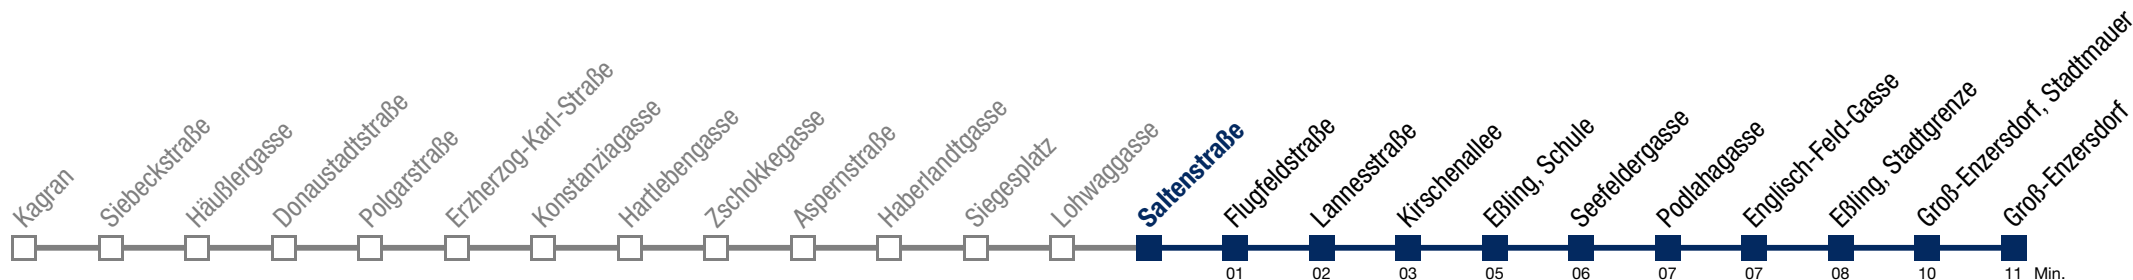 Kagran
Siebeckstraße
Häußlergasse
Donaustadtstraße
Polgarstraße
Erzherzog-Karl-Straße
Konstanziagasse
Hartlebengasse
Zschokkegasse
Aspernstraße
Haberlandtgasse
Siegesplatz
Lohwaggasse
Saltenstraße
Flugfeldstraße
Lannesstraße
Kirschenallee
Eßling, Schule
Seefeldergasse
Podlahagasse
Englisch-Feld-Gasse
Eßling, Stadtgrenze
Groß-Enzersdorf, Stadtmauer
Groß-Enzersdorf
01 02 03 05 06 07 07 08 10 11 Min.